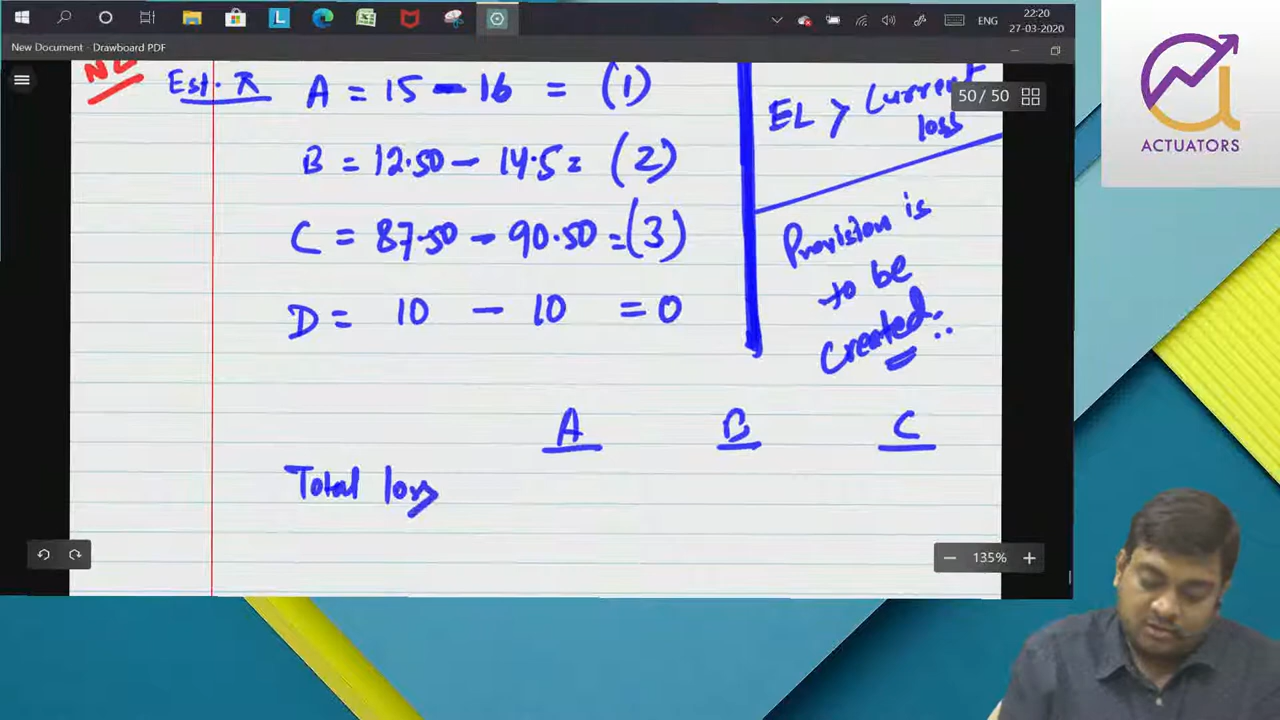 22:20
ENG
27-03-2020
New Document - Drawboard PDF
Est. π A = 15 - 16 = (1)
B = 12.50 - 14.5 = (2)
C = 87.50 - 90.50 = (3)
D = 10 - 10 = 0
EL > Current
loss
50 / 50
Provision is
to be
created...
A B C
Total loss
135%
ACTUATORS